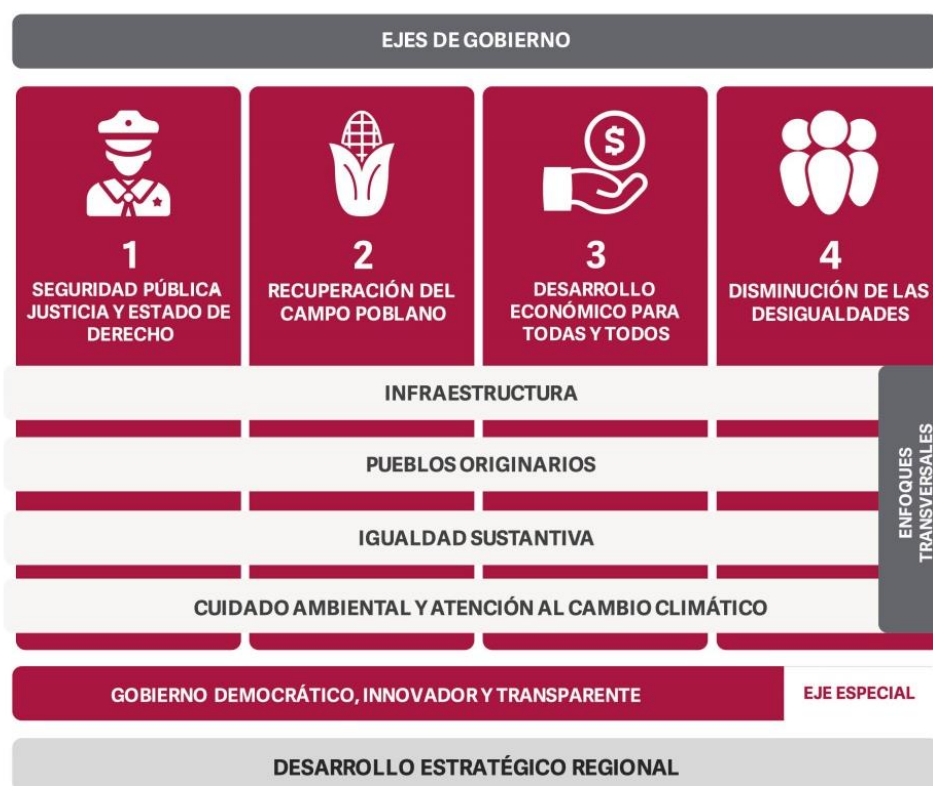 EJES DE GOBIERNO
$
1
SEGURIDAD PÚBLICA
JUSTICIA Y ESTADO DE
DERECHO
2
RECUPERACIÓN DEL
CAMPO POBLANO
3
DESARROLLO
ECONÓMICO PARA
TODAS Y TODOS
4
DISMINUCIÓN DE LAS
DESIGUALDADES
INFRAESTRUCTURA
PUEBLOS ORIGINARIOS
IGUALDAD SUSTANTIVA
CUIDADO AMBIENTAL Y ATENCIÓN AL CAMBIO CLIMÁTICO
ENFOQUES
TRANSVERSALES
GOBIERNO DEMOCRÁTICO, INNOVADOR Y TRANSPARENTE
EJE ESPECIAL
DESARROLLO ESTRATÉGICO REGIONAL